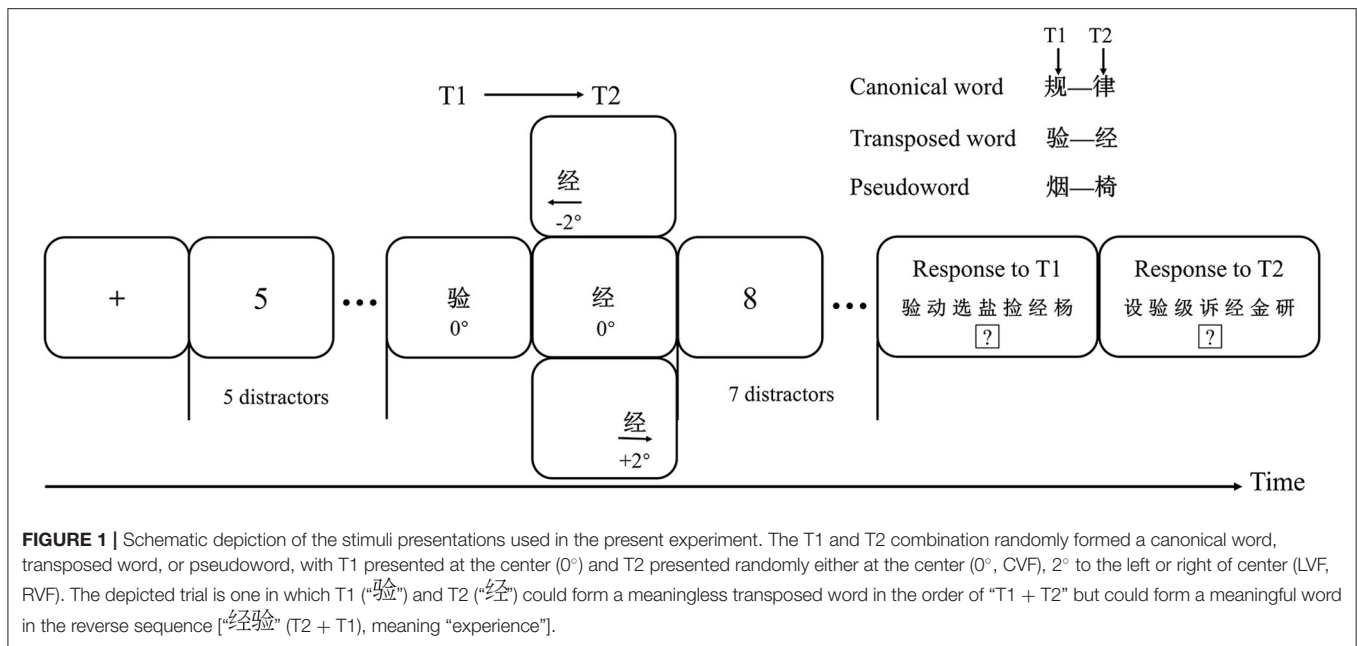 T1 T2
Canonical word 规—律
Transposed word 验—经
Pseudoword 烟—椅
T1 T2
经
-2°
+
5
...
验
0°
经
0°
8
...
Response to T1
验 动 选 盐 捡 经 杨
?
Response to T2
设 验 级 诉 经 金 研
?
5 distractors
7 distractors
经
+2°
Time
FIGURE 1 | Schematic depiction of the stimuli presentations used in the present experiment. The T1 and T2 combination randomly formed a canonical word,
transposed word, or pseudoword, with T1 presented at the center (0°) and T2 presented randomly either at the center (0°, CVF), 2° to the left or right of center (LVF,
RVF). The depicted trial is one in which T1 (“验”) and T2 (“经”) could form a meaningless transposed word in the order of “T1 + T2” but could form a meaningful word
in the reverse sequence [“经验” (T2 + T1), meaning “experience”].